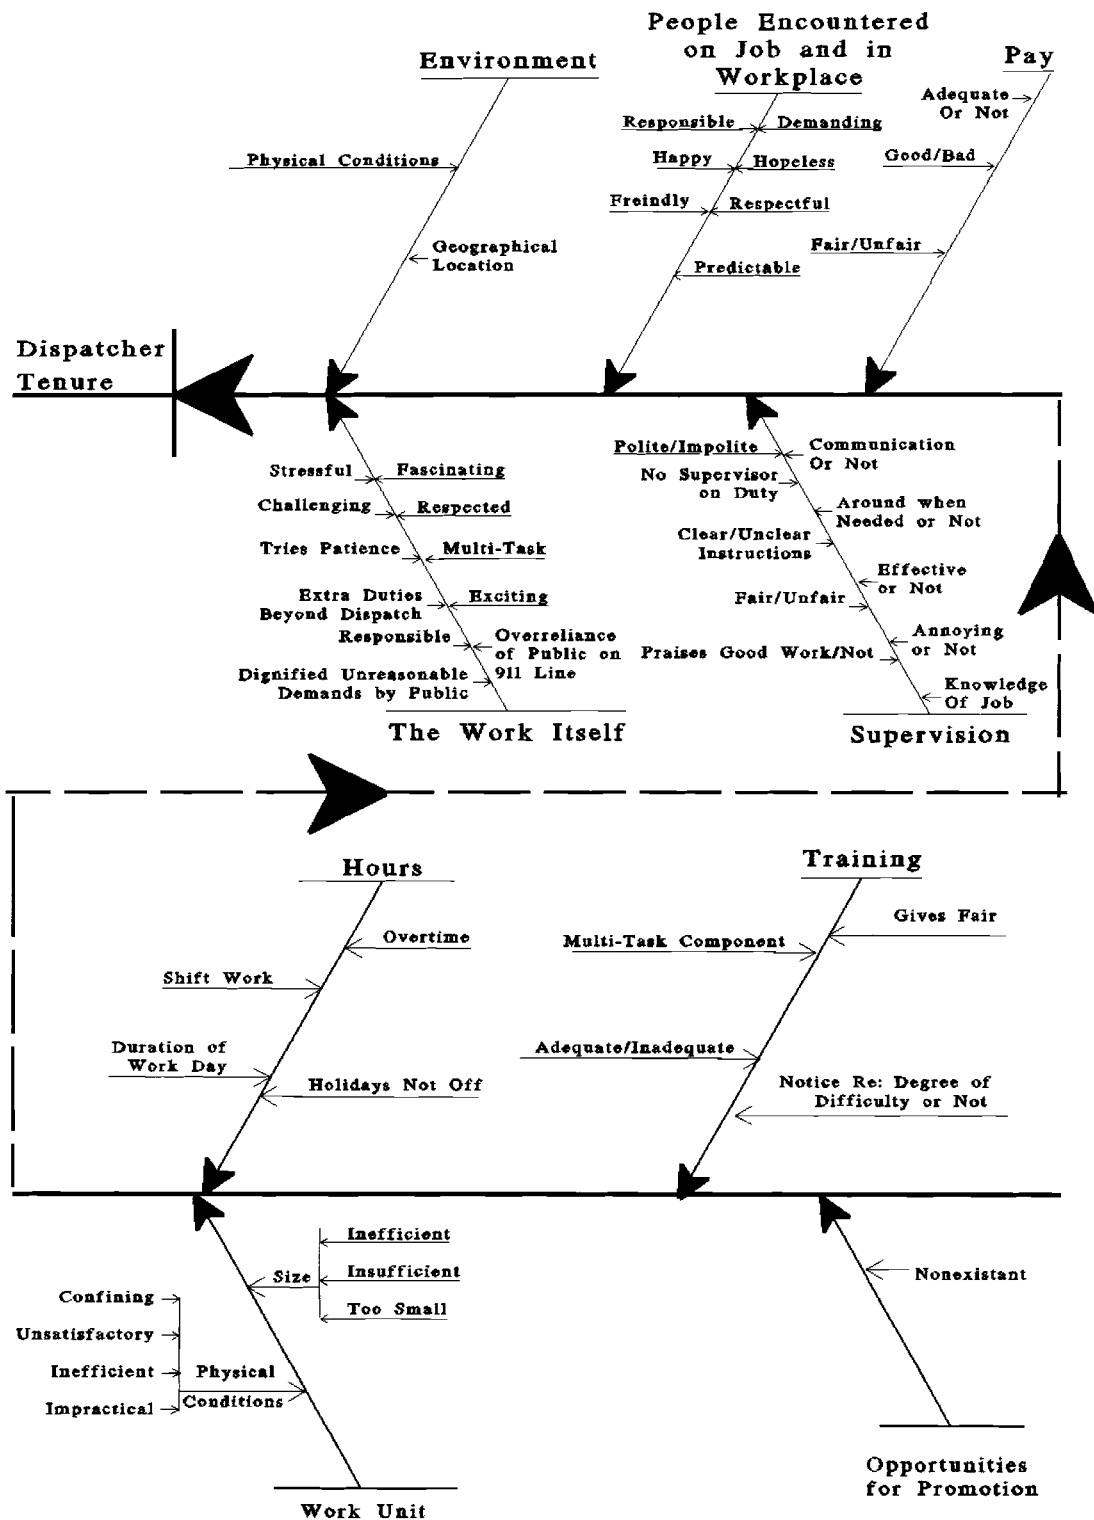 People Encountered
on Job and in
Workplace
Environment
Pay
Adequate
Or Not
Responsible
Demanding
Physical Conditions
Happy
Hopeless
Good/Bad
Freindly
Respectful
Geographical
Location
Predictable
Fair/Unfair
Dispatcher
Tenure
Polite/Impolite
Communication
Or Not
Stressful
Fascinating
No Supervisor
on Duty
Challenging
Respected
Around when
Needed or Not
Clear/Unclear
Instructions
Tries Patience
Multi-Task
Effective
or Not
Extra Duties
Beyond Dispatch
Exciting
Fair/Unfair
Responsible
Overreliance
of Public on
911 Line
Annoying
or Not
Praises Good Work/Not
Dignified Unreasonable
Demands by Public
Knowledge
Of Job
The Work Itself
Supervision
Hours
Training
Gives Fair
Overtime
Multi-Task Component
Shift Work
Duration of
Work Day
Adequate/Inadequate
Holidays Not Off
Notice Re: Degree of
Difficulty or Not
Inefficient
Size
Insufficient
Too Small
Nonexistant
Confining
Unsatisfactory
Inefficient
Impractical
Physical
Conditions
Opportunities
for Promotion
Work Unit